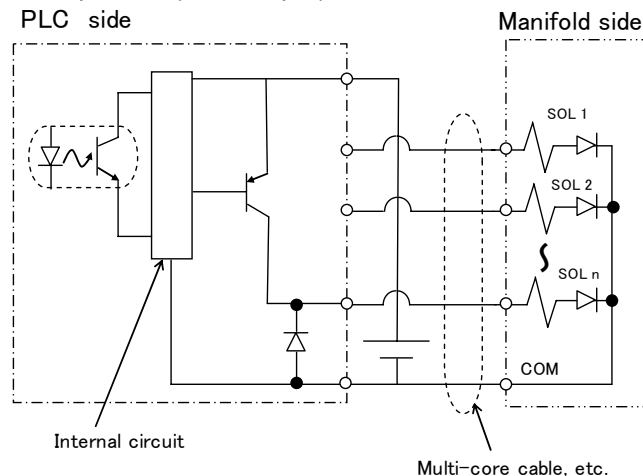 PLC side
Manifold side
SOL 1
SOL 2
SOL n
COM
Internal circuit
Multi-core cable, etc.